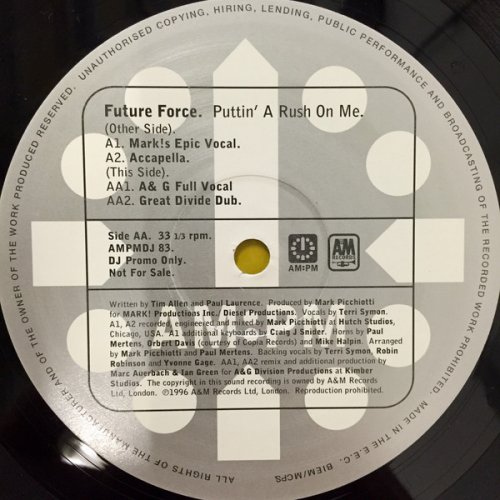 UNAUTHORISED COPYING, HIRING, LENDING, PUBLIC PERFORMANCE AND BROADCASTING OF THE RECORDED WORK PROHIBITED. MADE IN THE E.E.C. BIEM/MCPS.
ALL RIGHTS OF THE MANUFACTURER AND OF THE OWNER OF THE WORK PRODUCED RESERVED.
Future Force. Puttin' A Rush On Me.
(Other Side).
A1. Mark!s Epic Vocal.
A2. Accapella.
(This Side).
AA1. A& G Full Vocal
AA2. Great Divide Dub.
Side AA. 33 1/3 rpm.
AMPMDJ 83.
DJ Promo Only.
Not For Sale.
AM:PM
A&M
RECORDS
Written by Tim Allen and Paul Laurence. Produced by Mark Picchiotti
for MARK! Productions Inc. Diesel Productions. Vocals by Terri Symon.
A1, A2 recorded, engineered and mixed by Mark Picchiotti at Hutch Studios,
Chicago, USA. A1 additional keyboards by Craig J Snider. Horns by Paul
Mertens, Orbert Davi (courtesy of Facet Records) and Mike Halpin. Arranged
by Mark Picchiotti and Paul Mertens. Backing vocals by Terri Symon, Robin
Robinson and Yvonne Gage. AA1, AA2 remix and additional production by
Marc Auerbach & Ian Green for A&G Division Productions at Kimber
Studios. The copyright in this sound recording is owned by A&M Records
Ltd, London. ℗1996 A&M Records Ltd, London. Reproduction prohibited.